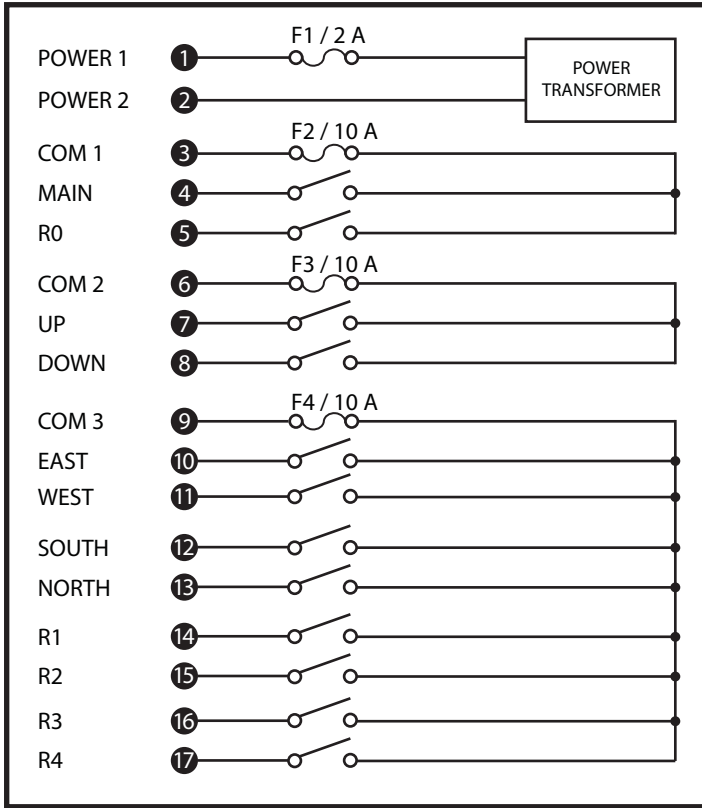 F1 / 2 A
POWER 1 1
POWER
TRANSFORMER
POWER 2 2
F2 / 10 A
COM 1 3
MAIN 4
R0 5
F3 / 10 A
COM 2 6
UP 7
DOWN 8
F4 / 10 A
COM 3 9
EAST 10
WEST 11
SOUTH 12
NORTH 13
R1 14
R2 15
R3 16
R4 17